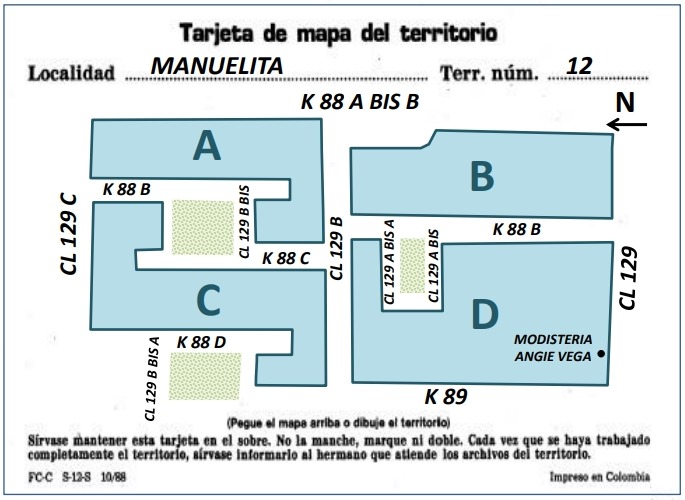 Tarjeta de mapa del territorio
Localidad MANUELITA Terr. núm. 12
K 88 A BIS B
N
A
B
K 88 B
CL 129 B BIS
CL 129 C
K 88 C
CL 129 B
CL 129 A BIS A
CL 129 A BIS
K 88 B
CL 129
C
D
K 88 D
CL 129 B BIS A
MODISTERIA
ANGIE VEGA
K 89
(Pegue el mapa arriba o dibuje el territorio)
Sírvase mantener esta tarjeta en el sobre. No la manche, marque ni doble. Cada vez que se haya trabajado
completamente el territorio, sírvase informarlo al hermano que atiende los archivos del territorio.
FC-C S-12-S 10/88 Impreso en Colombia